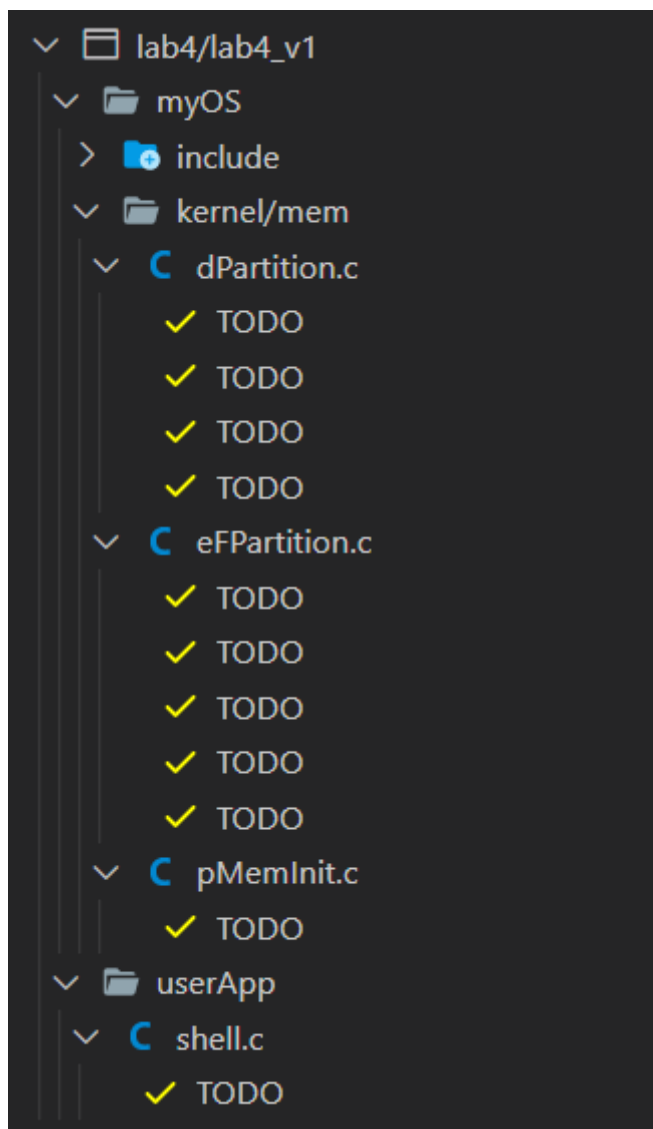 lab4/lab4_v1
myOS
include
kernel/mem
C dPartition.c
TODO
TODO
TODO
TODO
C eFPartition.c
TODO
TODO
TODO
TODO
TODO
C pMemInit.c
TODO
userApp
C shell.c
TODO